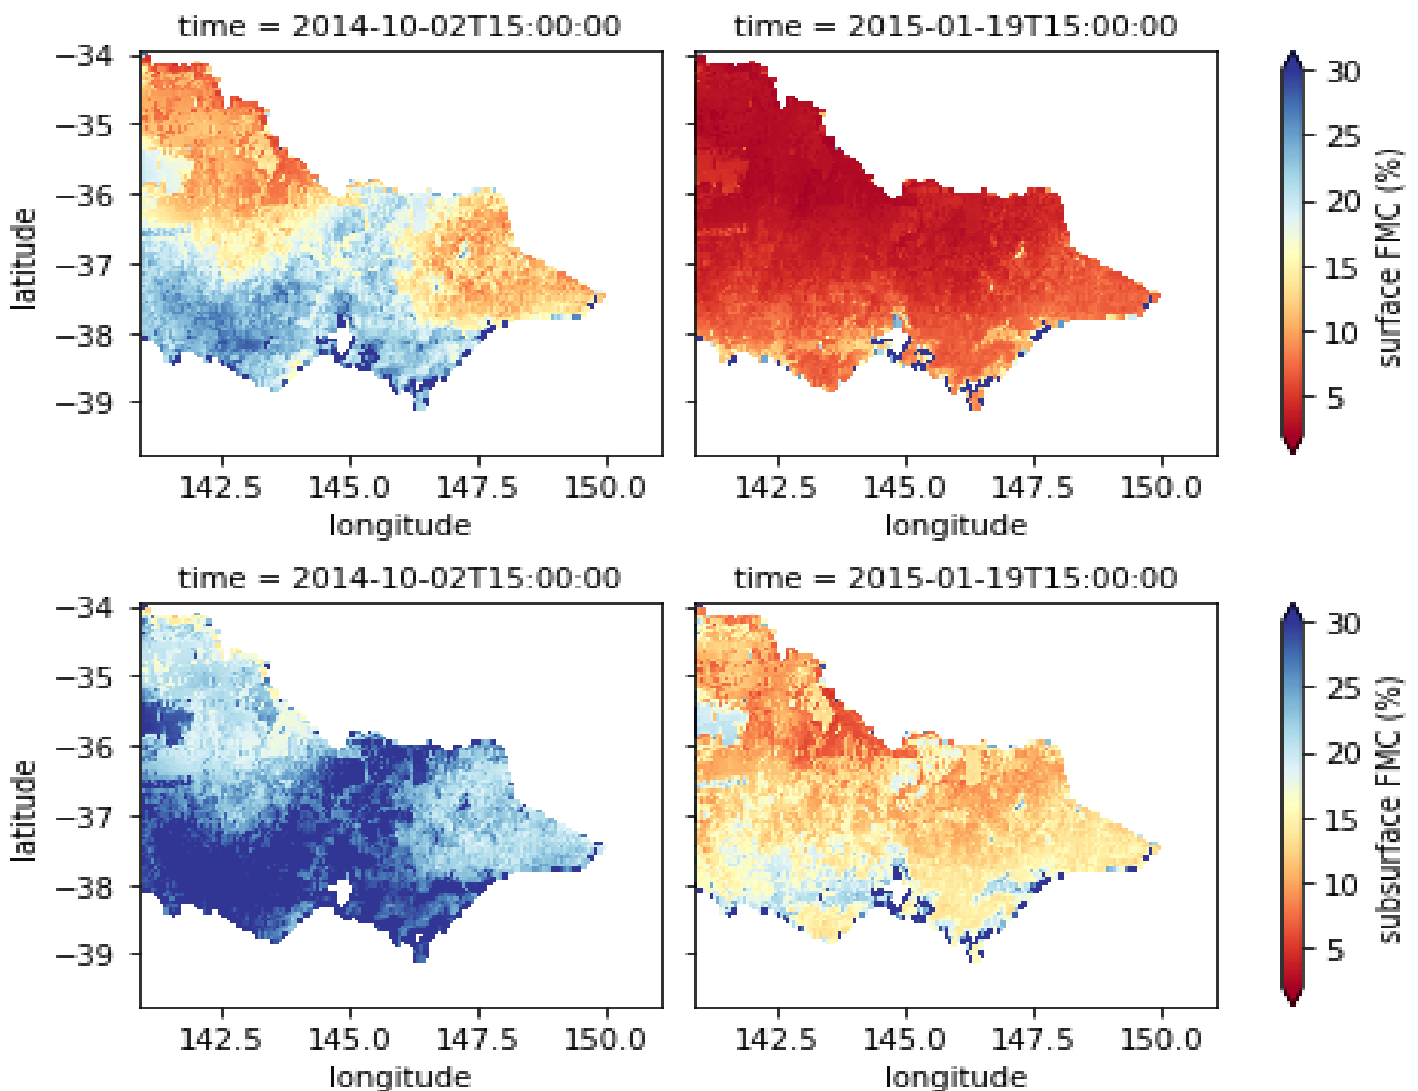 time = 2014-10-02T15:00:00
time = 2015-01-19T15:00:00
−34
−35
−36
−37
−38
−39
latitude
142.5 145.0 147.5 150.0
longitude
142.5 145.0 147.5 150.0
longitude
30
25
20
15
10
5
surface FMC (%)
time = 2014-10-02T15:00:00
time = 2015-01-19T15:00:00
−34
−35
−36
−37
−38
−39
latitude
142.5 145.0 147.5 150.0
longitude
142.5 145.0 147.5 150.0
longitude
30
25
20
15
10
5
subsurface FMC (%)